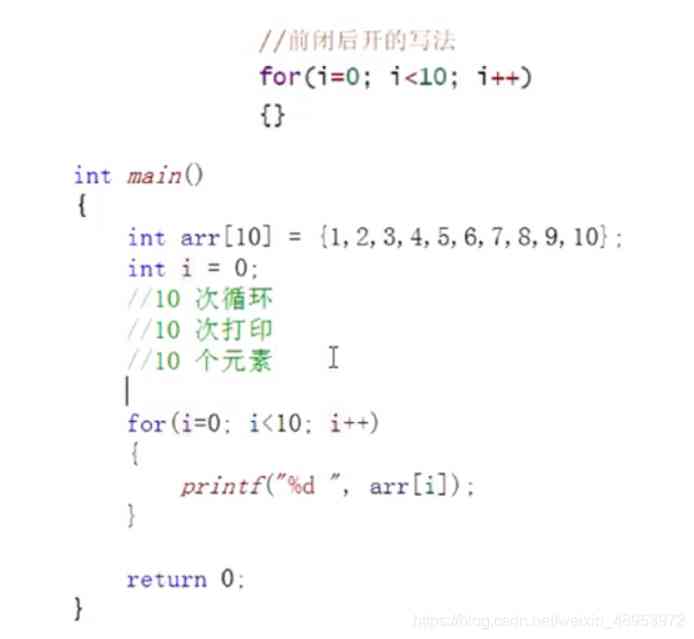 //前闭后开的写法
for(i=0; i<10; i++)
{}
int main()
{
int arr[10] = {1,2,3,4,5,6,7,8,9,10};
int i = 0;
//10 次循环
//10 次打印
//10 个元素
for(i=0; i<10; i++)
{
printf("%d ", arr[i]);
}
return 0;
}
https://blog.csdn.net/weixin_48953972